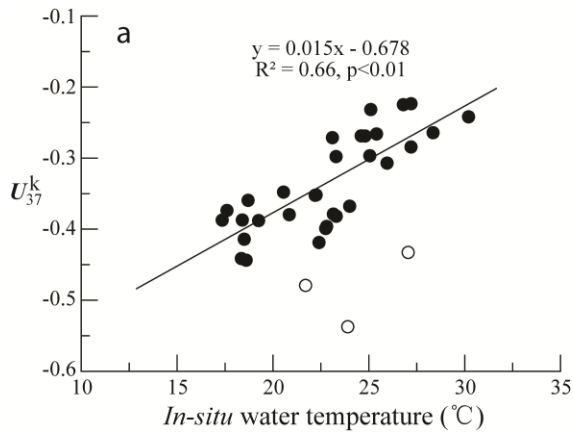 a
y = 0.015x - 0.678
R² = 0.66, p<0.01
-0.1
-0.2
-0.3
-0.4
-0.5
-0.6
U₃₇ᵏ
10 15 20 25 30 35
In-situ water temperature (℃)